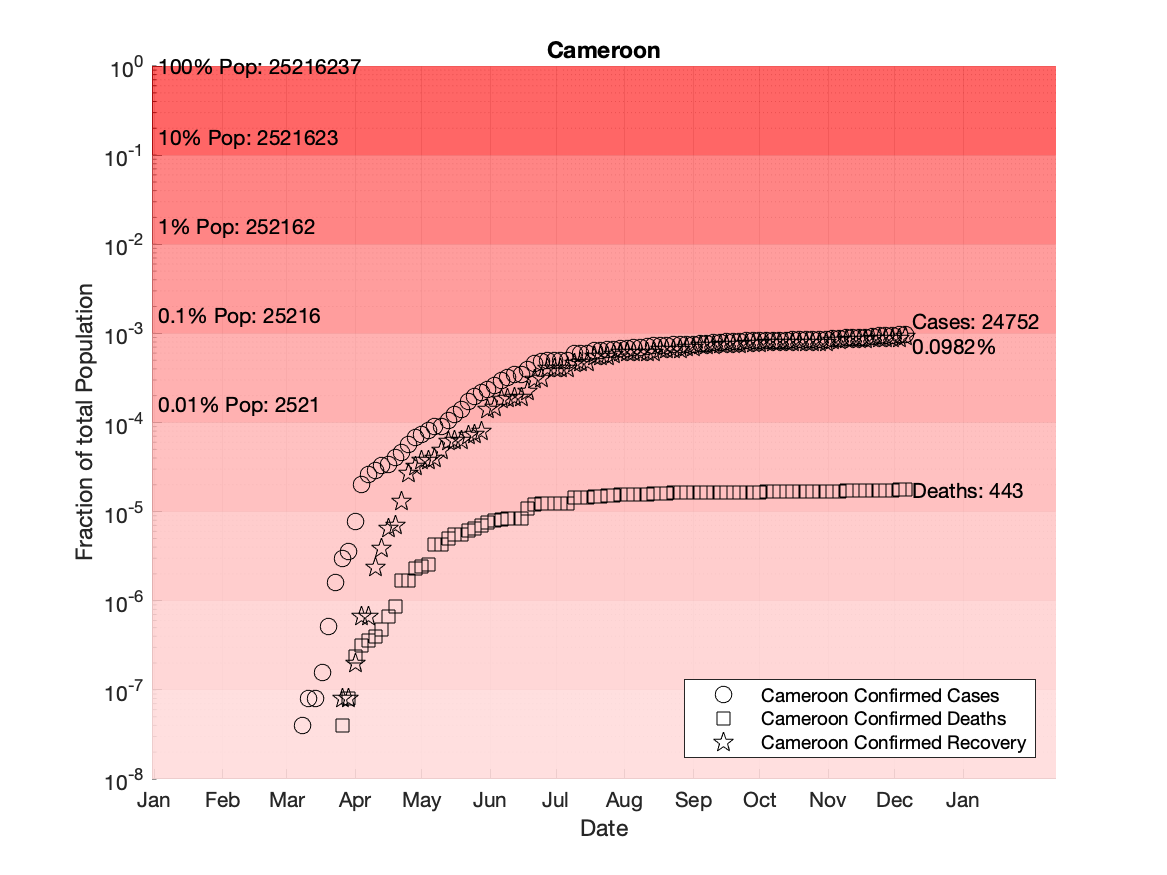 Cameroon
10^0
100% Pop: 25216237
10% Pop: 2521623
10^-1
1% Pop: 252162
10^-2
0.1% Pop: 25216
10^-3
Cases: 24752
0.0982%
0.01% Pop: 2521
10^-4
Deaths: 443
10^-5
10^-6
10^-7
10^-8
Fraction of total Population
Cameroon Confirmed Cases
Cameroon Confirmed Deaths
Cameroon Confirmed Recovery
Jan Feb Mar Apr May Jun Jul Aug Sep Oct Nov Dec Jan
Date